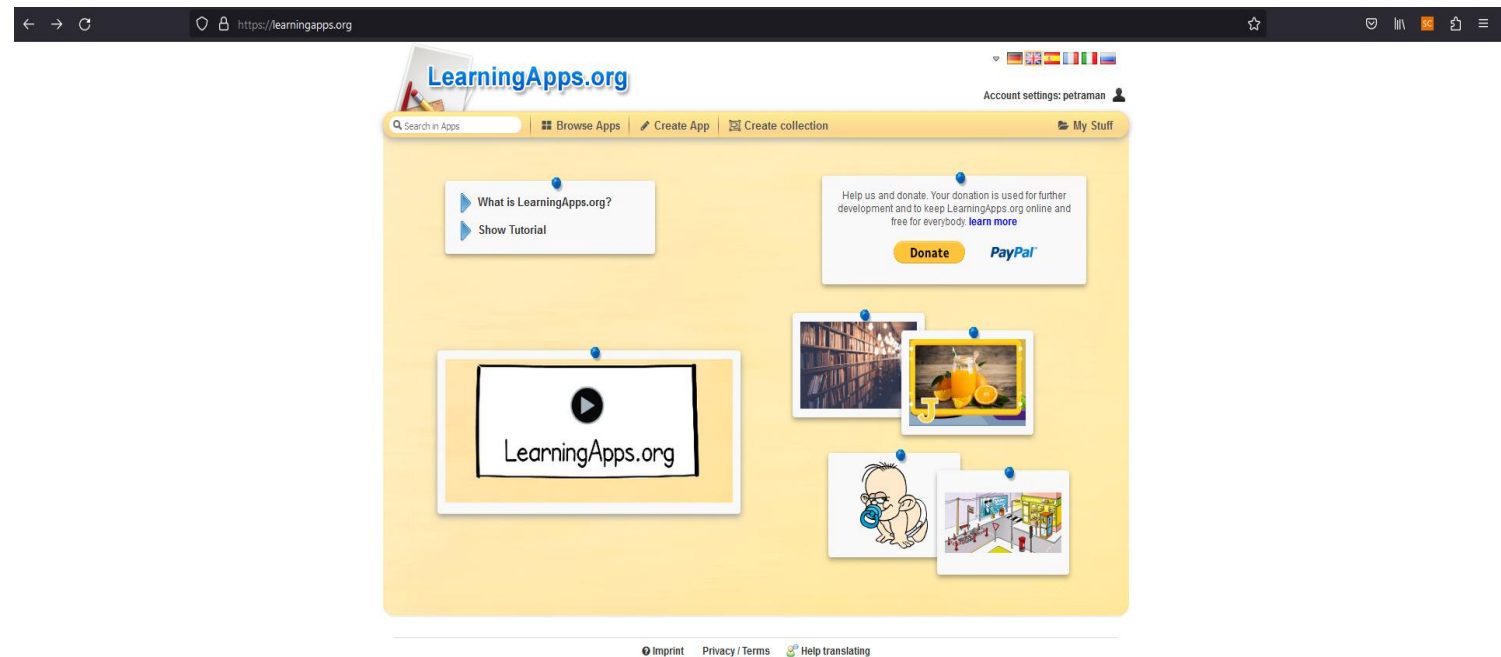 https://learningapps.org
SC
LearningApps.org
Account settings: petraman
Search in Apps
Browse Apps
Create App
Create collection
My Stuff
What is LearningApps.org?
Show Tutorial
Help us and donate. Your donation is used for further
development and to keep LearningApps.org online and
free for everybody. learn more
Donate
PayPal
LearningApps.org
J
Imprint
Privacy / Terms
Help translating